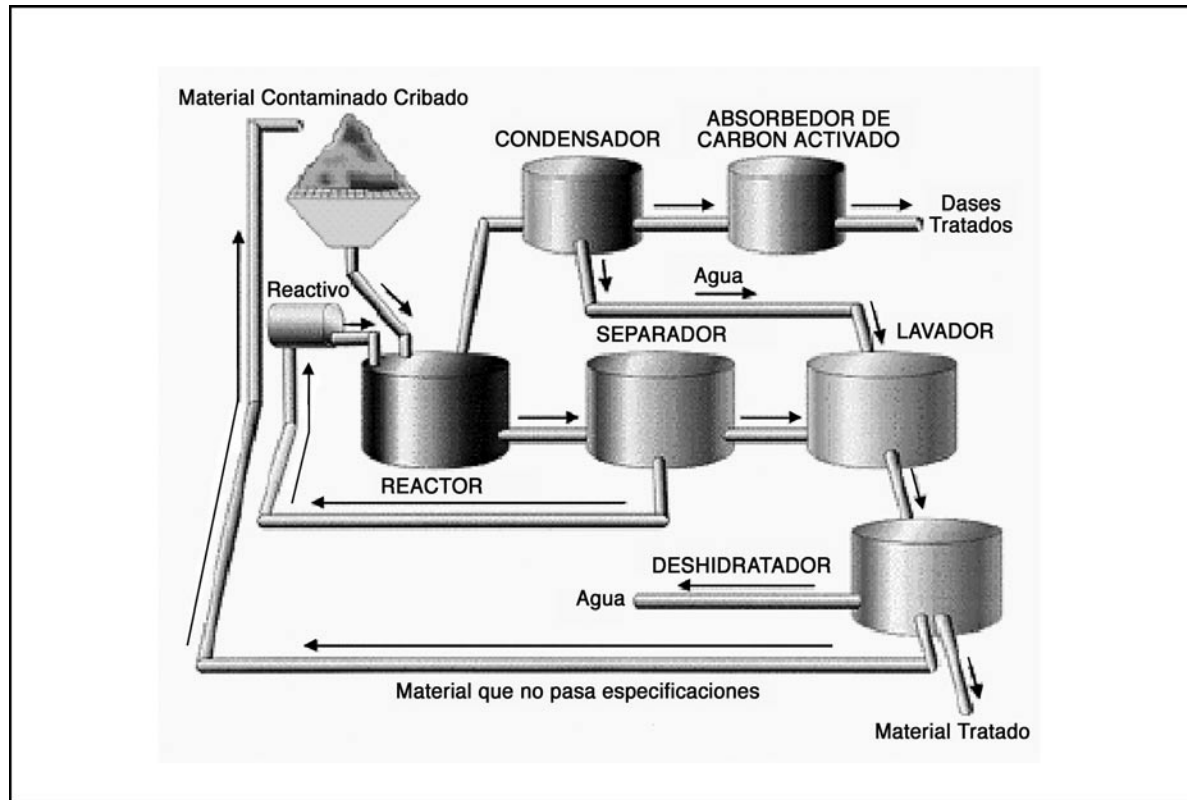 Material Contaminado Cribado
CONDENSADOR
ABSORBEDOR DE
CARBON ACTIVADO
Dases
Tratados
Reactivo
Agua
SEPARADOR
LAVADOR
REACTOR
DESHIDRATADOR
Agua
Material que no pasa especificaciones
Material Tratado